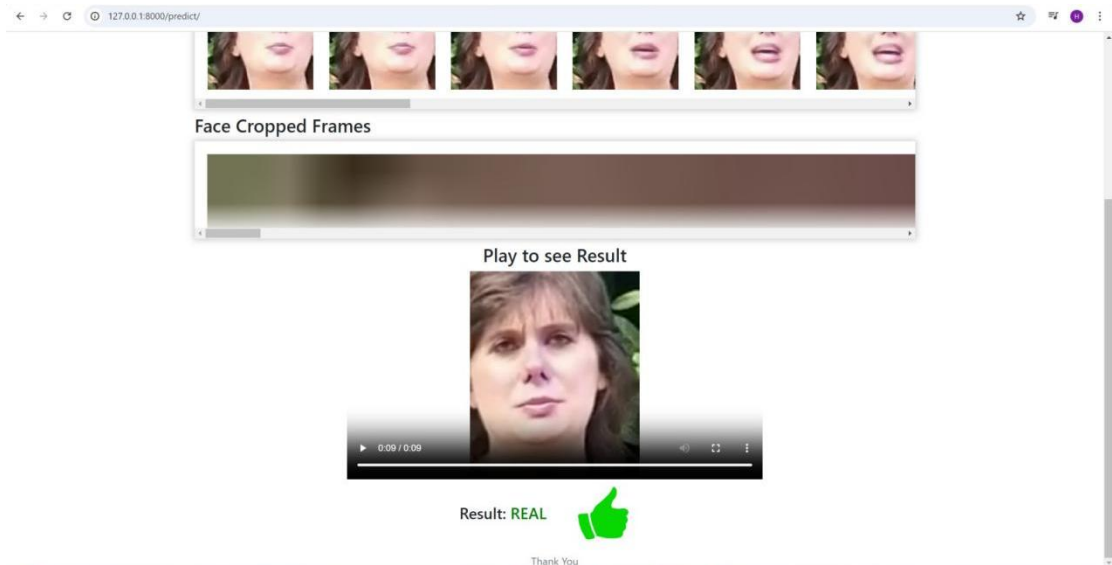 127.0.0.1:8000/predict/
H
Face Cropped Frames
Play to see Result
0:09 / 0:09
Result: REAL
Thank You